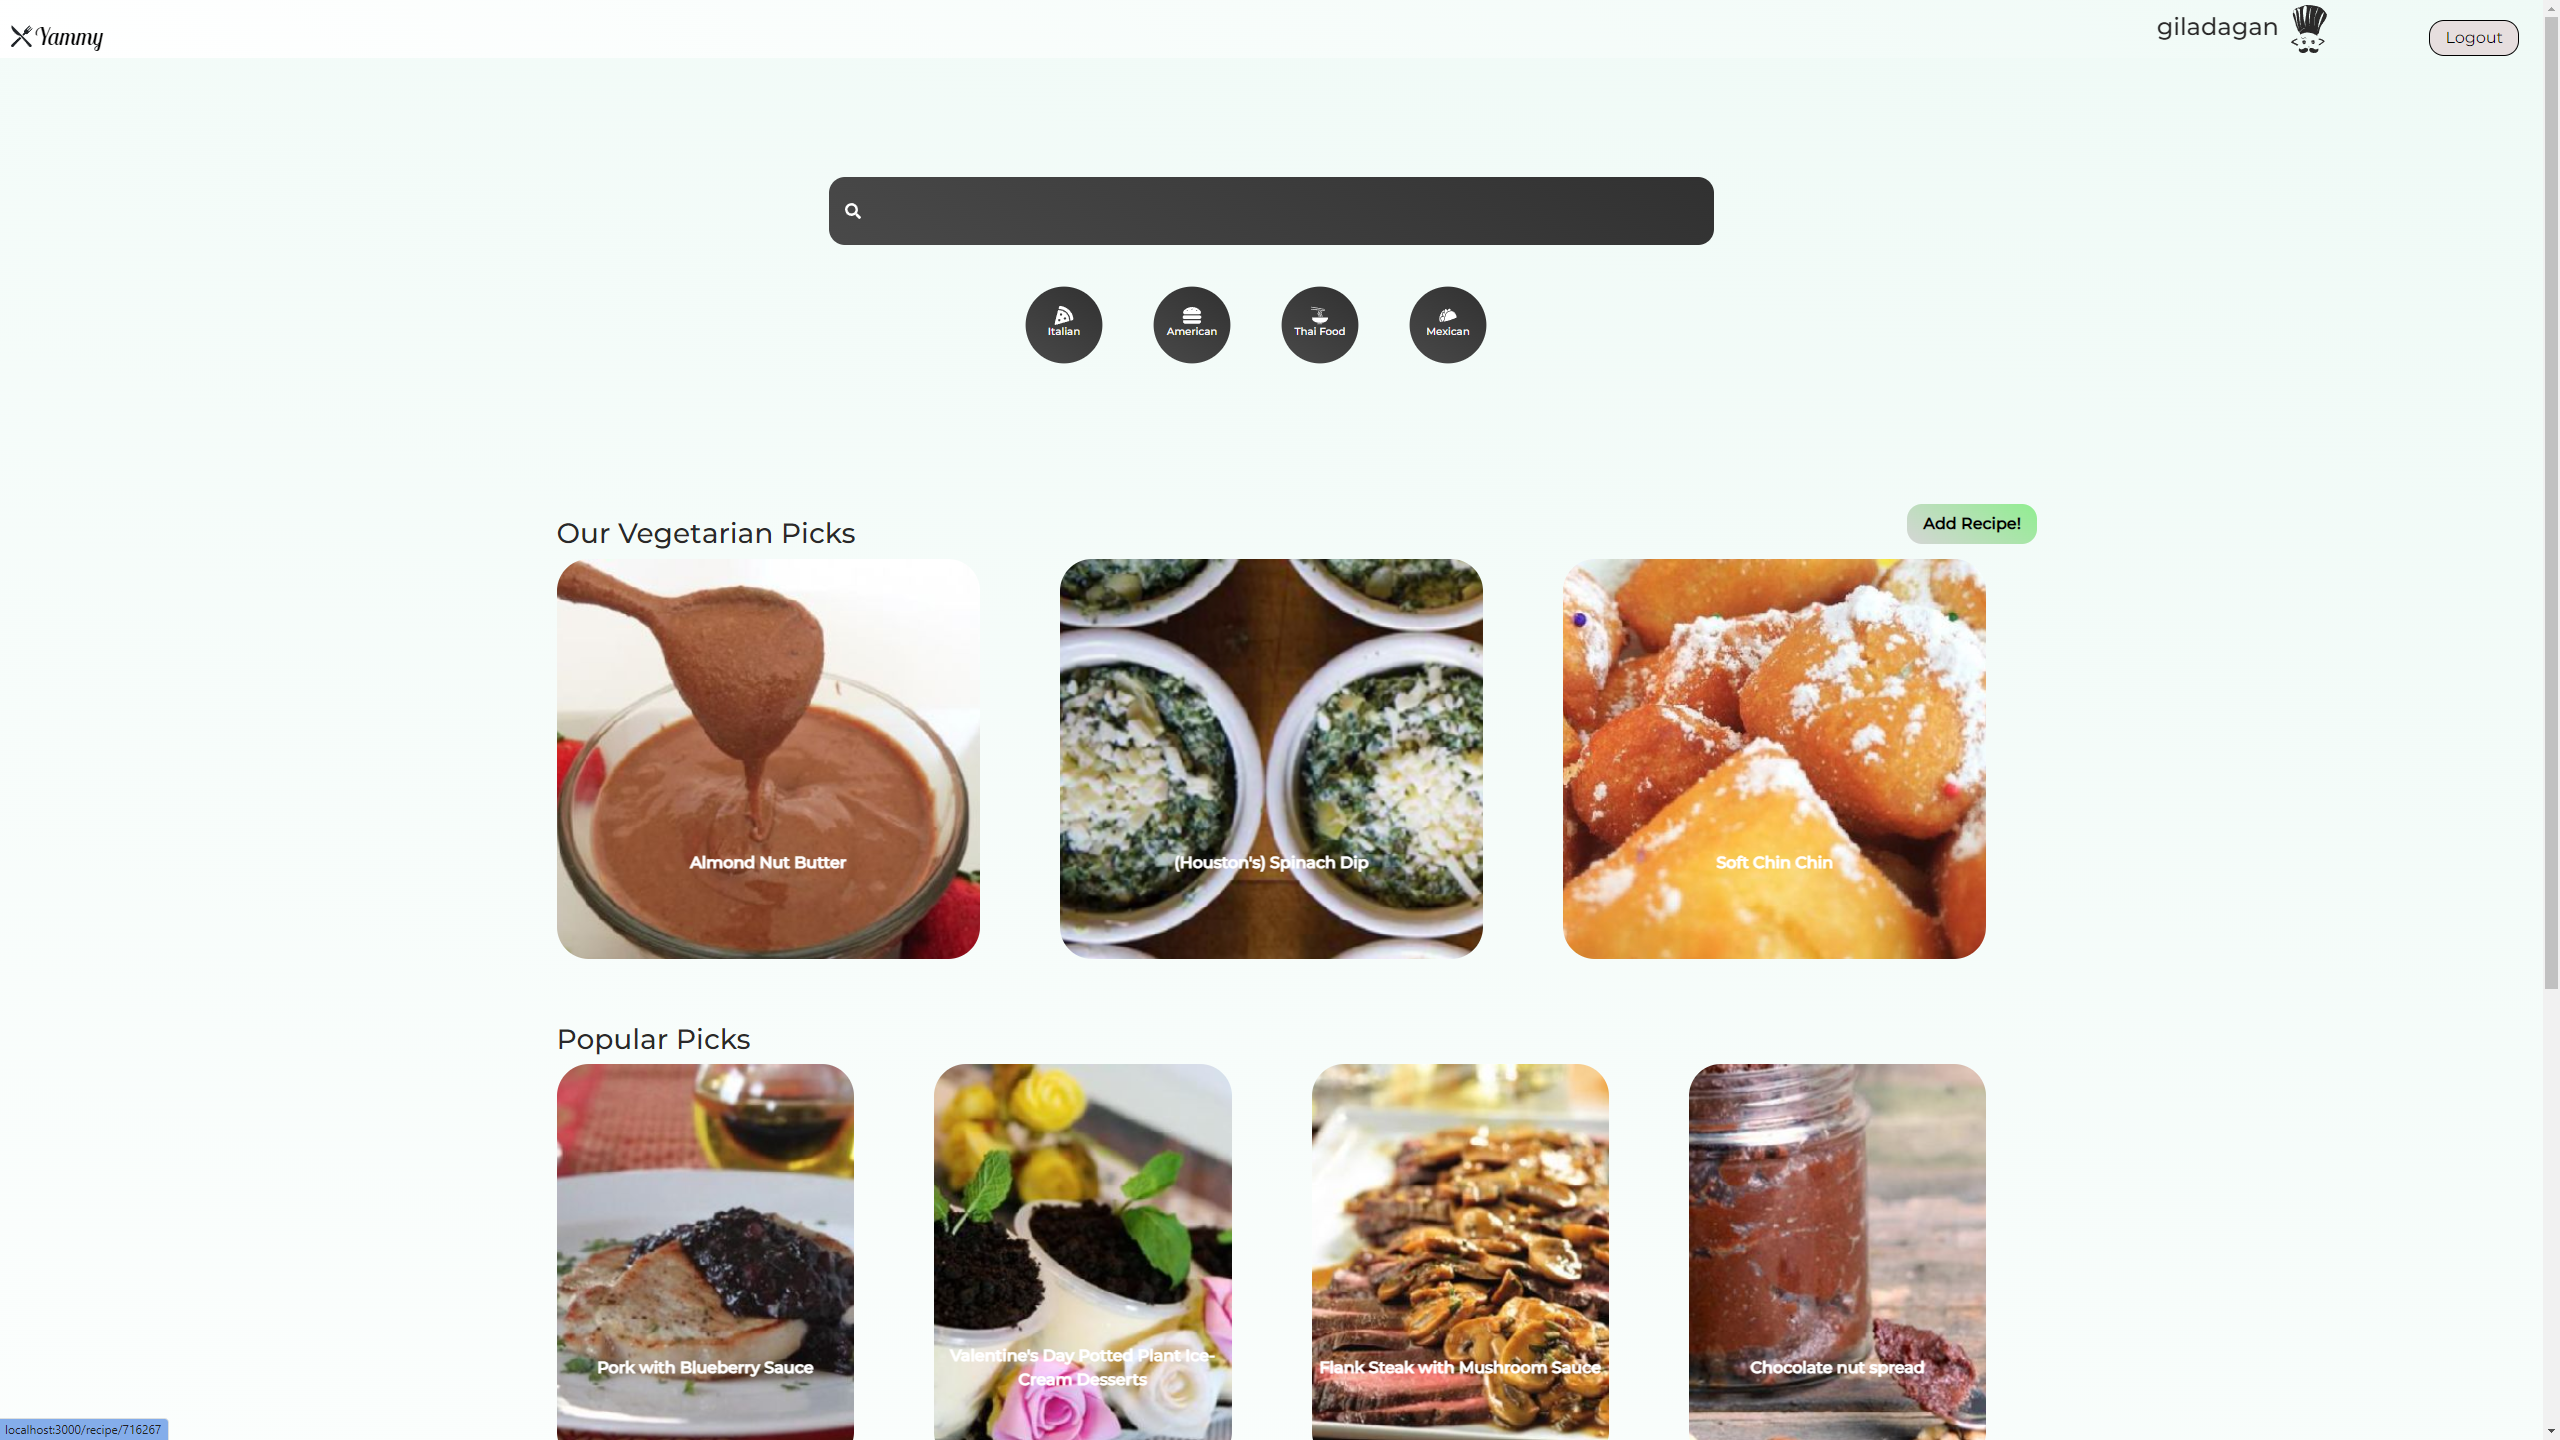 Yammy
giladagan
Logout
Italian
American
Thai Food
Mexican
Our Vegetarian Picks
Add Recipe!
Almond Nut Butter
(Houston's) Spinach Dip
Soft Chin Chin
Popular Picks
Pork with Blueberry Sauce
Valentine's Day Potted Plant Ice-
Cream Desserts
Flank Steak with Mushroom Sauce
Chocolate nut spread
localhost:3000/recipe/716267